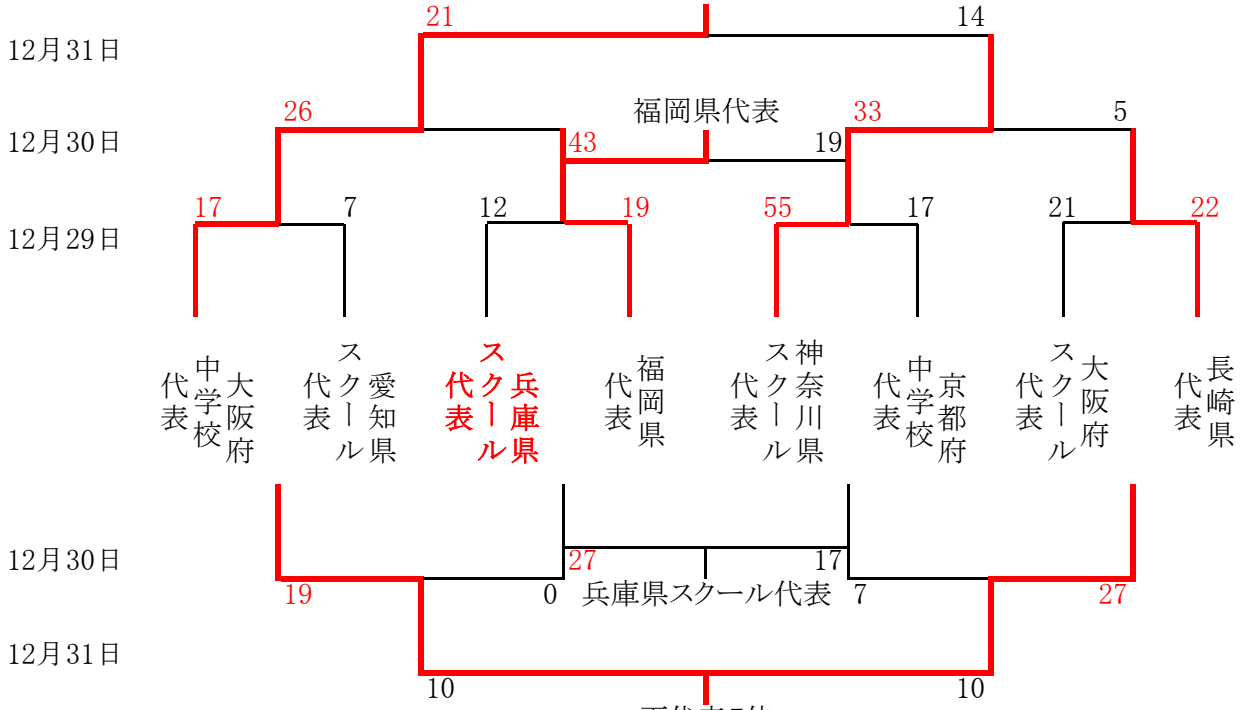 21
14
12月31日
26
福岡県代表
33
5
12月30日
43
19
17
7
12
19
55
17
21
22
12月29日
大阪府
中学校
代表
愛知県
スクール
代表
兵庫県
スクール
代表
福岡県
代表
神奈川県
スクール
代表
京都府
中学校
代表
大阪府
スクール
代表
長崎県
代表
12月30日
27
17
19
0
兵庫県スクール代表
7
27
12月31日
10
10